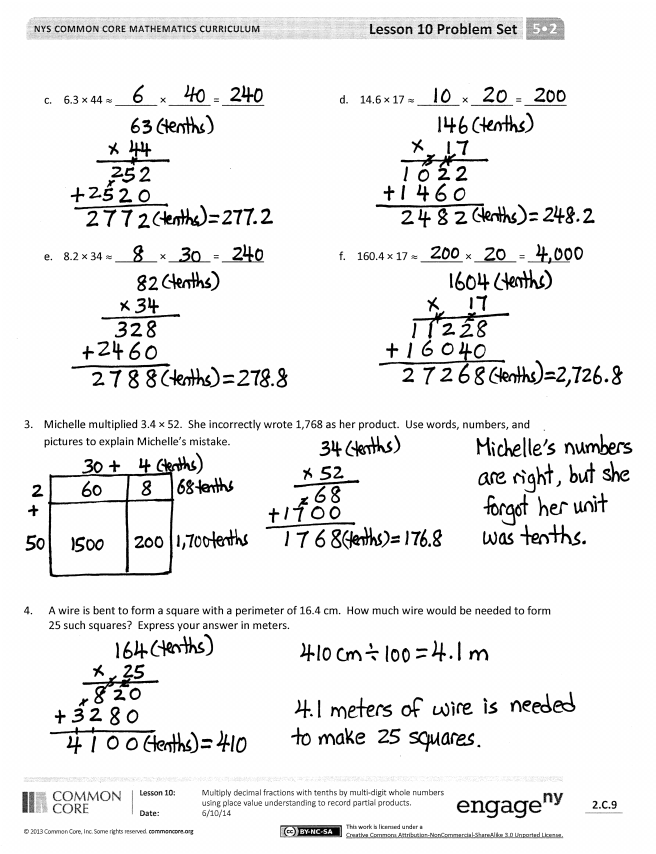 NYS COMMON CORE MATHEMATICS CURRICULUM Lesson 10 Problem Set 5•2
c. 6.3 × 44 ≈ 6 × 40 = 240
63 (tenths)
× 44
252
+2520
2772 (tenths) = 277.2
d. 14.6 × 17 ≈ 10 × 20 = 200
146 (tenths)
× 17
1022
+1460
2482 (tenths) = 248.2
e. 8.2 × 34 ≈ 8 × 30 = 240
82 (tenths)
× 34
328
+2460
2788 (tenths) = 278.8
f. 160.4 × 17 ≈ 200 × 20 = 4,000
1604 (tenths)
× 17
11228
+16040
27268 (tenths) = 2,726.8
3. Michelle multiplied 3.4 × 52. She incorrectly wrote 1,768 as her product. Use words, numbers, and
pictures to explain Michelle's mistake.
30 + 4 (tenths)
2 60 8 68 tenths
+
50 1500 200 1,700 tenths
34 (tenths)
× 52
68
+1700
1768 (tenths) = 176.8
Michelle's numbers
are right, but she
forgot her unit
was tenths.
4. A wire is bent to form a square with a perimeter of 16.4 cm. How much wire would be needed to form
25 such squares? Express your answer in meters.
164 (tenths)
× 25
820
+3280
4100 (tenths) = 410
410 cm ÷ 100 = 4.1 m
4.1 meters of wire is needed
to make 25 squares.
COMMON
CORE
Lesson 10: Multiply decimal fractions with tenths by multi-digit whole numbers
using place value understanding to record partial products.
Date: 6/10/14
engage ny
2.C.9
© 2013 Common Core, Inc. Some rights reserved. commoncore.org
(cc) BY-NC-SA
This work is licensed under a
Creative Commons Attribution-NonCommercial-ShareAlike 3.0 Unported License.